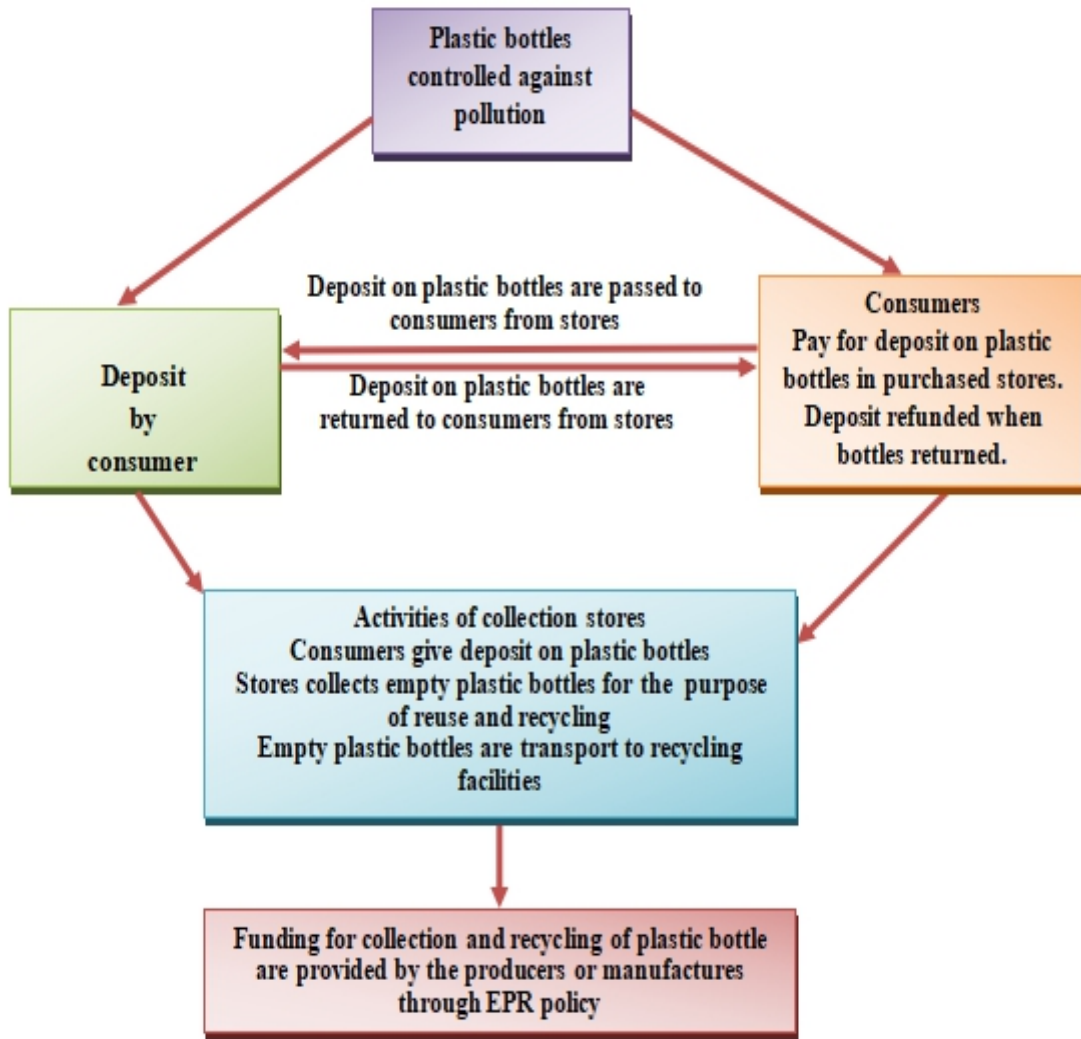 Plastic bottles
controlled against
pollution
Deposit on plastic bottles are passed to
consumers from stores
Deposit on plastic bottles are
returned to consumers from stores
Deposit
by
consumer
Consumers
Pay for deposit on plastic
bottles in purchased stores.
Deposit refunded when
bottles returned.
Activities of collection stores
Consumers give deposit on plastic bottles
Stores collects empty plastic bottles for the purpose
of reuse and recycling
Empty plastic bottles are transport to recycling
facilities
Funding for collection and recycling of plastic bottle
are provided by the producers or manufactures
through EPR policy